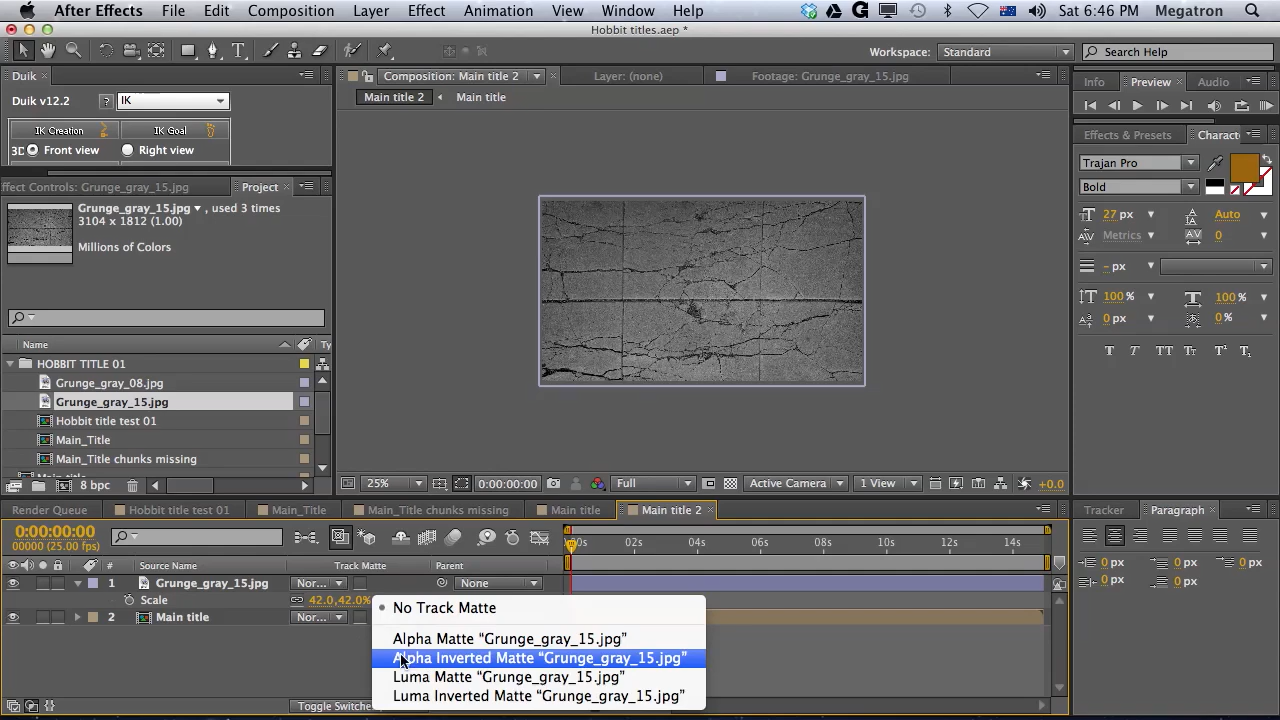 After Effects File Edit Composition Layer Effect Animation View Window Help Sat 6:46 PM Megatron
Hobbit titles.aep *
Workspace: Standard Search Help
Duik Composition: Main title 2 Layer: (none) Footage: Grunge_gray_15.jpg Info Preview Audio
Duik v12.2 ? IK Main title 2 Main title
IK Creation IK Goal
3D Front view Right view
Effects & Presets Charact
ffect Controls: Grunge_gray_15.jpg Project
Trajan Pro
Bold
Grunge_gray_15.jpg , used 3 times
3104 x 1812 (1.00)
Millions of Colors
27 px Auto
Metrics 0
- px
100 % 100 %
0 px 0 %
T T TT Tt T¹ T₁
Name Ty
HOBBIT TITLE 01
Grunge_gray_08.jpg
Grunge_gray_15.jpg
Hobbit title test 01
Main_Title
Main_Title chunks missing
8 bpc
25% 0:00:00:00 Full Active Camera 1 View +0.0
Render Queue Hobbit title test 01 Main_Title Main_Title chunks missing Main title Main title 2 Tracker Paragraph
0:00:00:00
00000 (25.00 fps)
00s 02s 04s 06s 08s 10s 12s 14s
# Source Name Track Matte Parent
1 Grunge_gray_15.jpg Nor... None
Scale 42.0,42.0%
2 Main title Nor...
0 px 0 px 0 px
0 px 0 px
No Track Matte
Alpha Matte “Grunge_gray_15.jpg”
Alpha Inverted Matte “Grunge_gray_15.jpg”
Luma Matte “Grunge_gray_15.jpg”
Luma Inverted Matte “Grunge_gray_15.jpg”
Toggle Switche